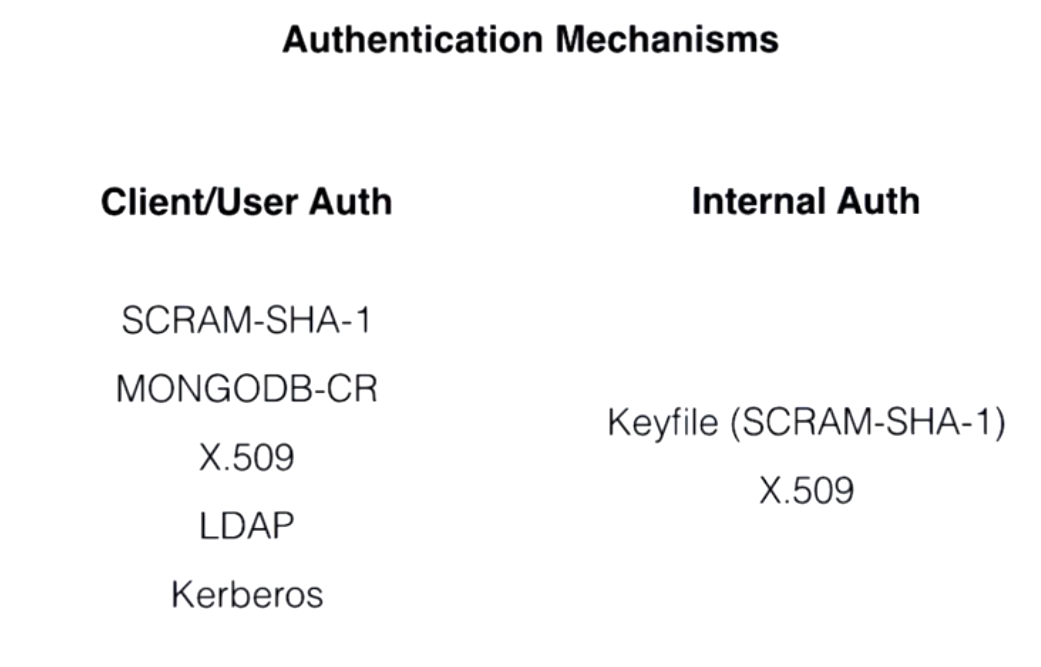 Authentication Mechanisms
Client/User Auth
SCRAM-SHA-1
MONGODB-CR
X.509
LDAP
Kerberos
Internal Auth
Keyfile (SCRAM-SHA-1)
X.509